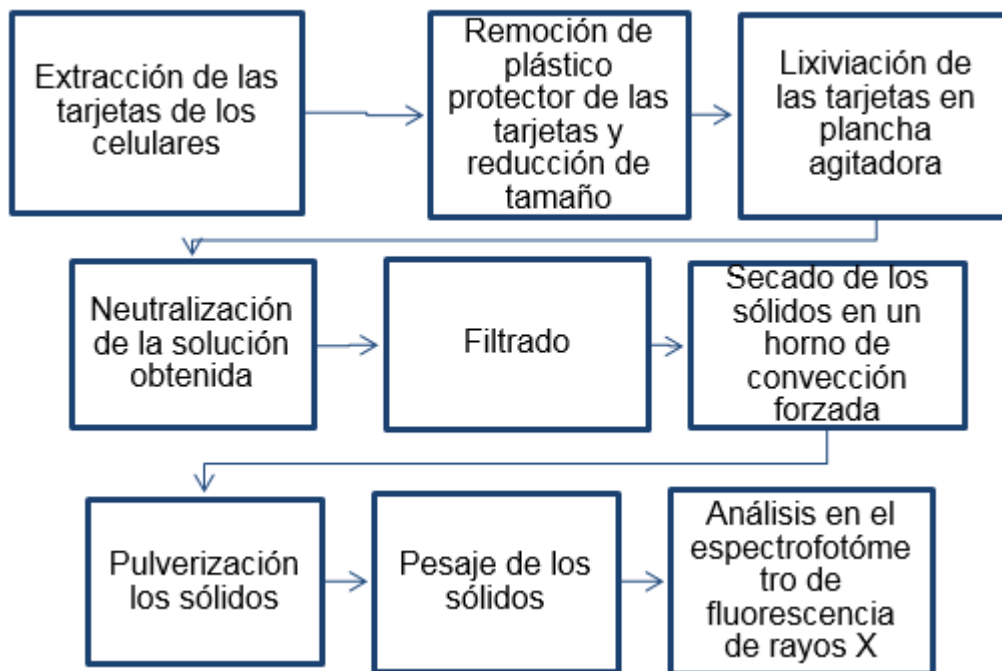 Extracción de las
tarjetas de los
celulares
Remoción de
plástico
protector de las
tarjetas y
reducción de
tamaño
Lixiviación de
las tarjetas en
plancha
agitadora
Neutralización
de la solución
obtenida
Filtrado
Secado de los
sólidos en un
horno de
convección
forzada
Pulverización
los sólidos
Pesaje de los
sólidos
Análisis en el
espectrofotóme
tro de
fluorescencia
de rayos X